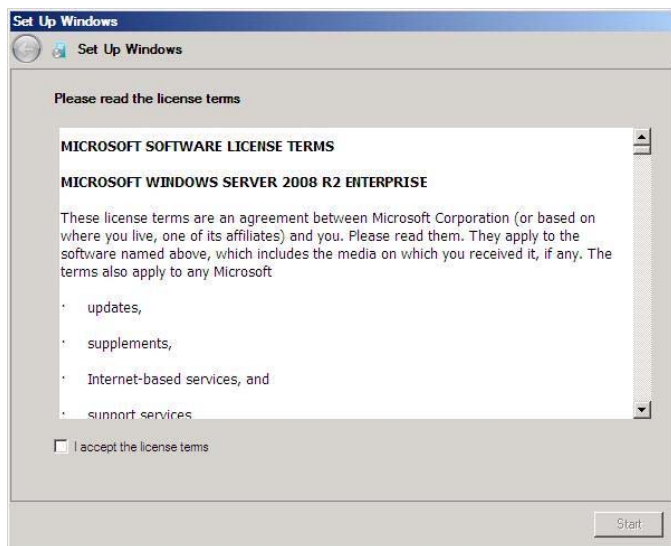 Set Up Windows
Set Up Windows
Please read the license terms
MICROSOFT SOFTWARE LICENSE TERMS
MICROSOFT WINDOWS SERVER 2008 R2 ENTERPRISE
These license terms are an agreement between Microsoft Corporation (or based on
where you live, one of its affiliates) and you. Please read them. They apply to the
software named above, which includes the media on which you received it, if any. The
terms also apply to any Microsoft
· updates,
· supplements,
· Internet-based services, and
· support services
I accept the license terms
Start